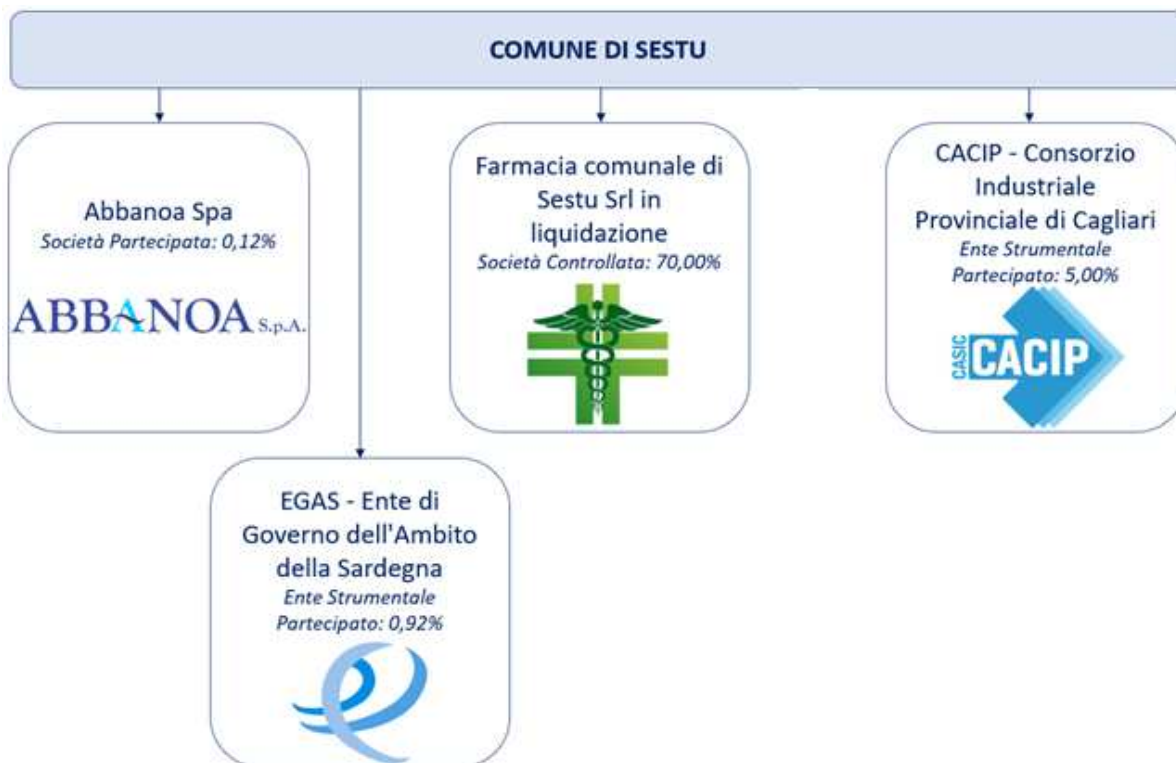 COMUNE DI SESTU
Abbanoa Spa
Società Partecipata: 0,12%
ABBANOA S.p.A.
Farmacia comunale di
Sestu Srl in
liquidazione
Società Controllata: 70,00%
CACIP - Consorzio
Industriale
Provinciale di Cagliari
Ente Strumentale
Partecipato: 5,00%
CASIC
CACIP
EGAS - Ente di
Governo dell'Ambito
della Sardegna
Ente Strumentale
Partecipato: 0,92%